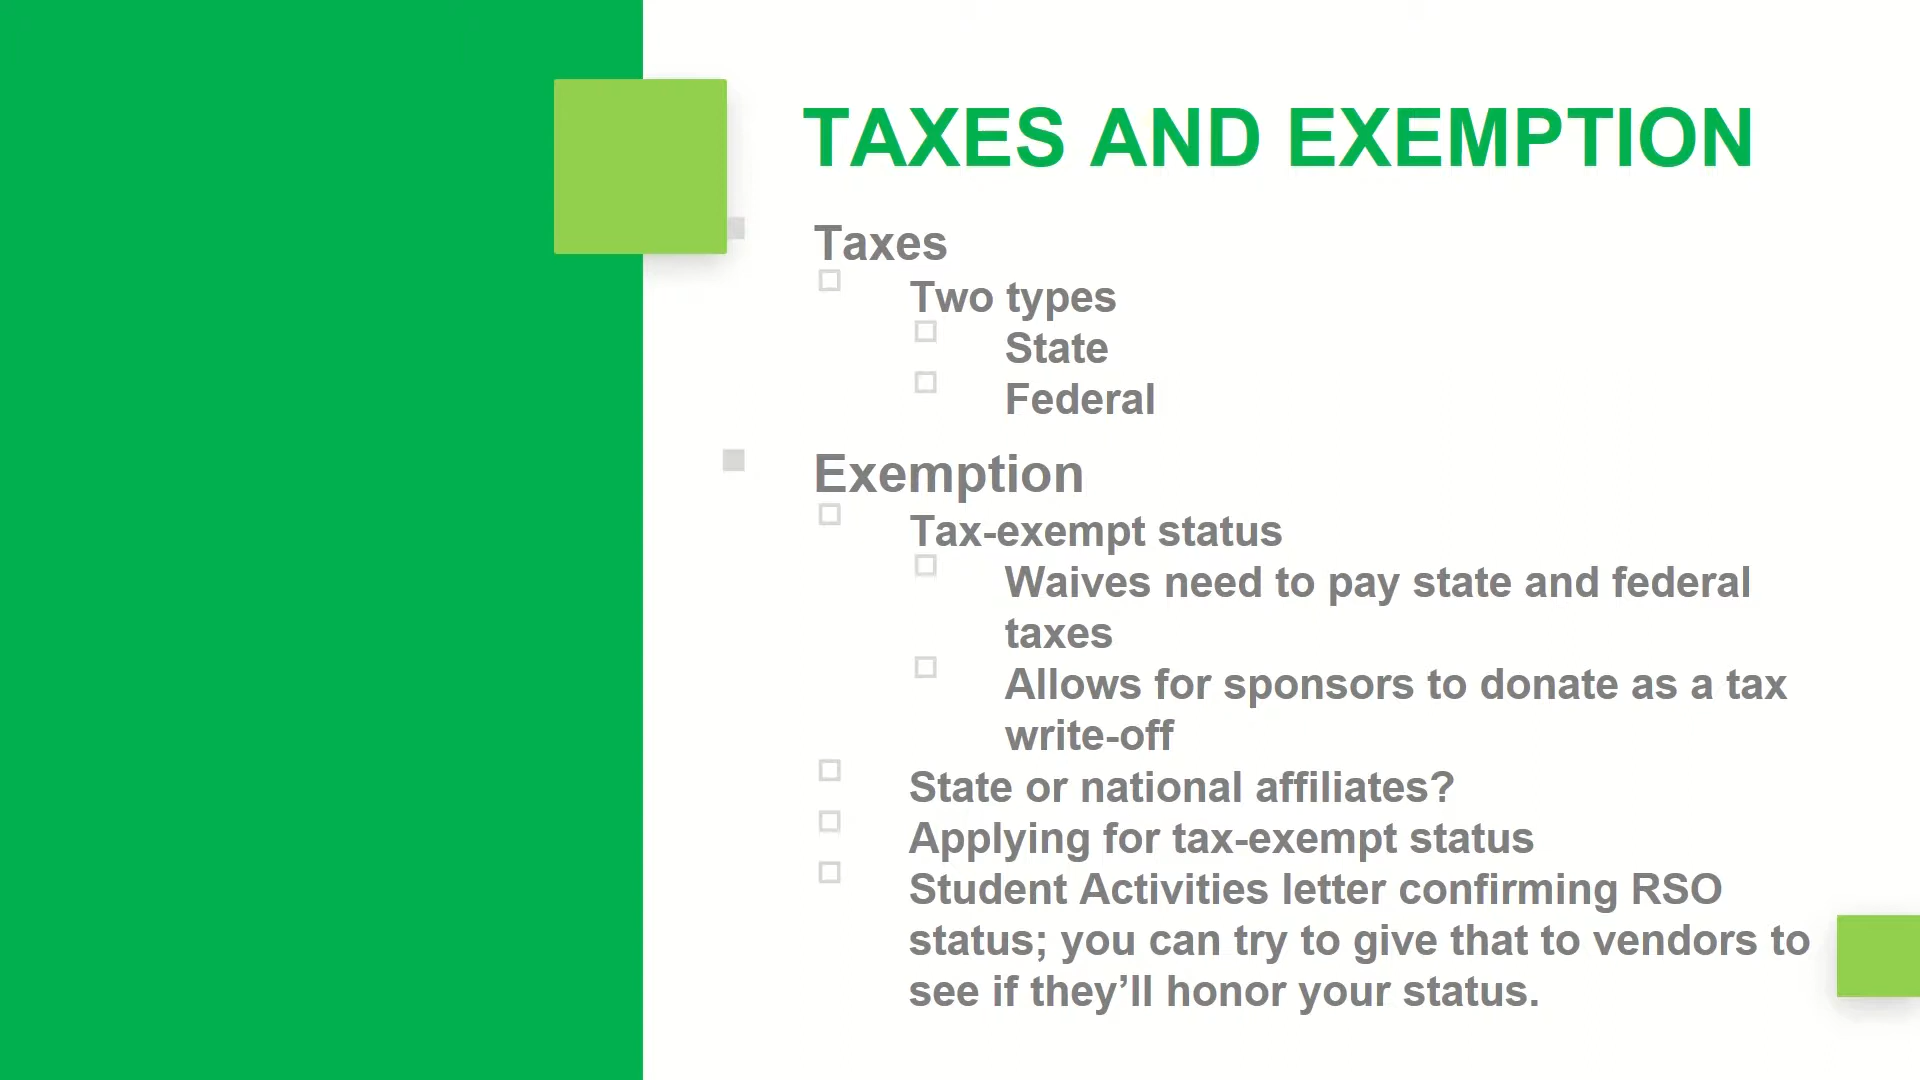 TAXES AND EXEMPTION
Taxes
Two types
State
Federal
Exemption
Tax-exempt status
Waives need to pay state and federal
taxes
Allows for sponsors to donate as a tax
write-off
State or national affiliates?
Applying for tax-exempt status
Student Activities letter confirming RSO
status; you can try to give that to vendors to
see if they’ll honor your status.